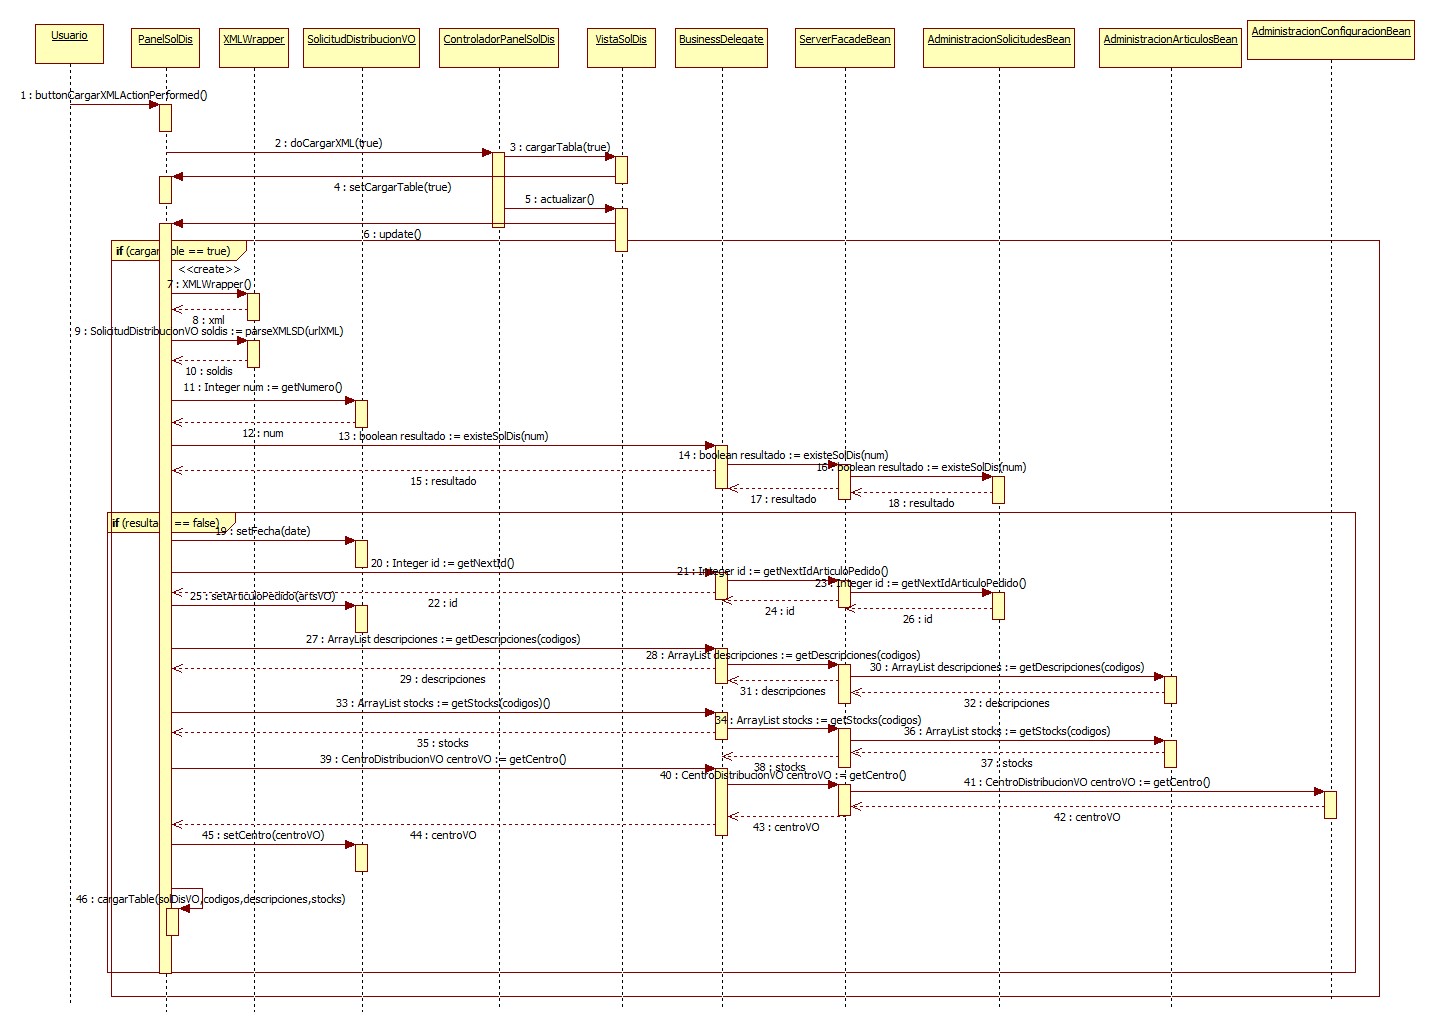 Usuario
PanelSolDis
XMLWrapper
SolicitudDistribucionVO
ControladorPanelSolDis
VistaSolDis
BusinessDelegate
ServerFacadeBean
AdministracionSolicitudesBean
AdministracionArticulosBean
AdministracionConfiguracionBean
1 : buttonCargarXMLActionPerformed()
2 : doCargarXML(true)
3 : cargarTabla(true)
4 : setCargarTable(true)
5 : actualizar()
6 : update()
if (cargarTable == true)
<<create>>
7 : XMLWrapper()
8 : xml
9 : SolicitudDistribucionVO soldis := parseXMLSD(urlXML)
10 : soldis
11 : Integer num := getNumero()
12 : num
13 : boolean resultado := existeSolDis(num)
14 : boolean resultado := existeSolDis(num)
16 : boolean resultado := existeSolDis(num)
15 : resultado
17 : resultado
18 : resultado
if (resultado == false)
19 : setFecha(date)
20 : Integer id := getNextId()
21 : Integer id := getNextIdArticuloPedido()
23 : Integer id := getNextIdArticuloPedido()
25 : setArticuloPedido(artsVO)
22 : id
24 : id
26 : id
27 : ArrayList descripciones := getDescripciones(codigos)
28 : ArrayList descripciones := getDescripciones(codigos)
30 : ArrayList descripciones := getDescripciones(codigos)
29 : descripciones
31 : descripciones
32 : descripciones
33 : ArrayList stocks := getStocks(codigos)()
34 : ArrayList stocks := getStocks(codigos)
36 : ArrayList stocks := getStocks(codigos)
35 : stocks
38 : stocks
37 : stocks
39 : CentroDistribucionVO centroVO := getCentro()
40 : CentroDistribucionVO centroVO := getCentro()
41 : CentroDistribucionVO centroVO := getCentro()
42 : centroVO
43 : centroVO
44 : centroVO
45 : setCentro(centroVO)
46 : cargarTable(solDisVO,codigos,descripciones,stocks)